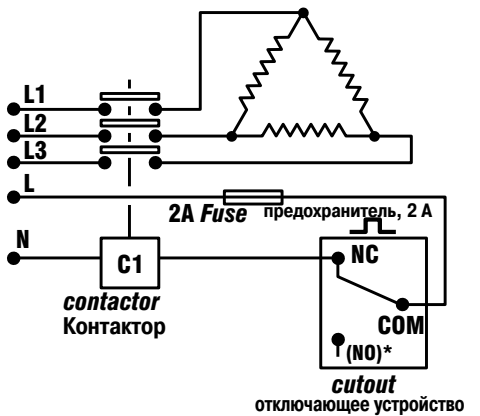 L1
L2
L3
L
2A Fuse предохранитель, 2 А
N
C1
NC
contactor
Контактор
COM
(NO)*
cutout
отключающее устройство